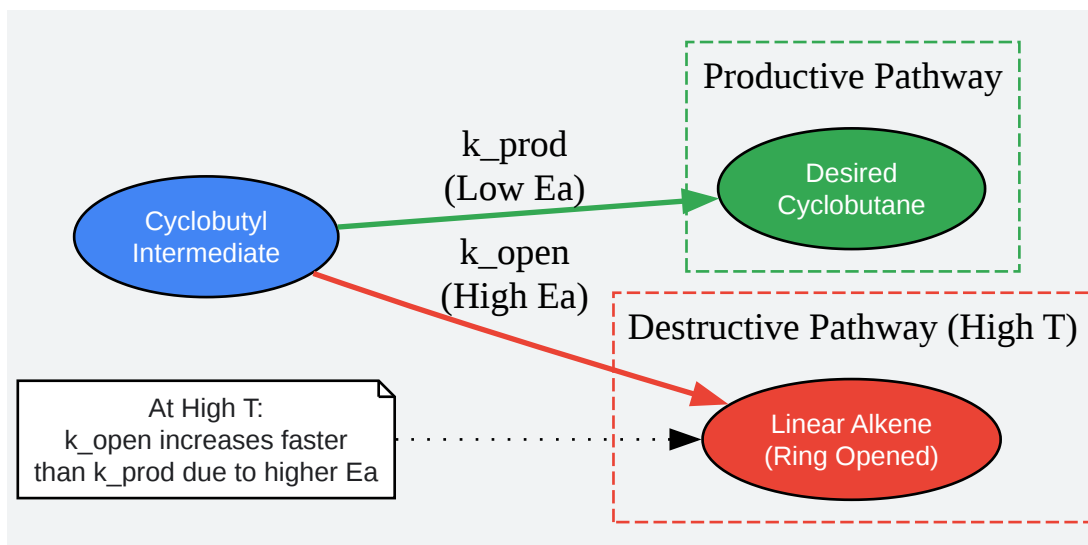 Productive Pathway
k_prod
(Low Ea)
Desired
Cyclobutane
Cyclobutyl
Intermediate
k_open
(High Ea)
Destructive Pathway (High T)
At High T:
k_open increases faster
than k_prod due to higher Ea
Linear Alkene
(Ring Opened)